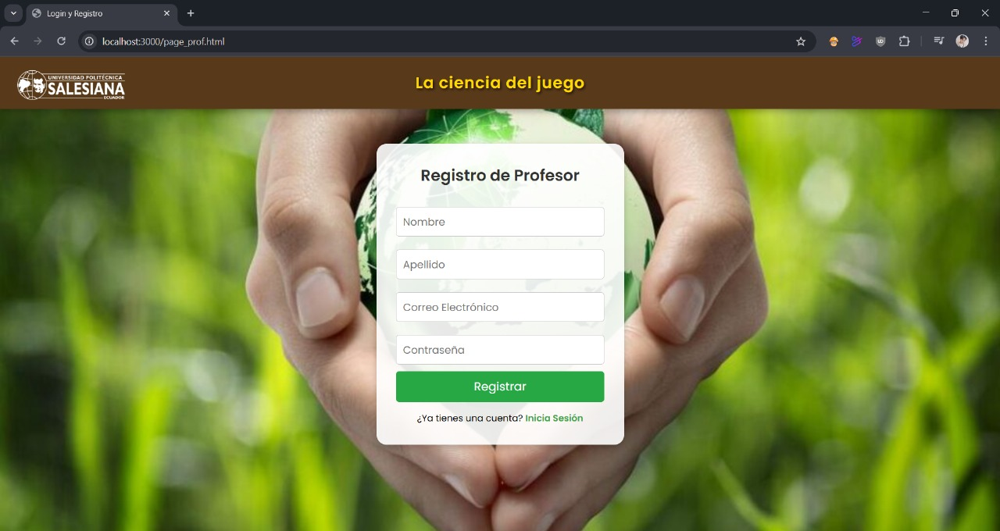 Login y Registro
localhost:3000/page_prof.html
UNIVERSIDAD POLITÉCNICA
SALESIANA
ECUADOR
La ciencia del juego
Registro de Profesor
Nombre
Apellido
Correo Electrónico
Contraseña
Registrar
¿Ya tienes una cuenta? Inicia Sesión